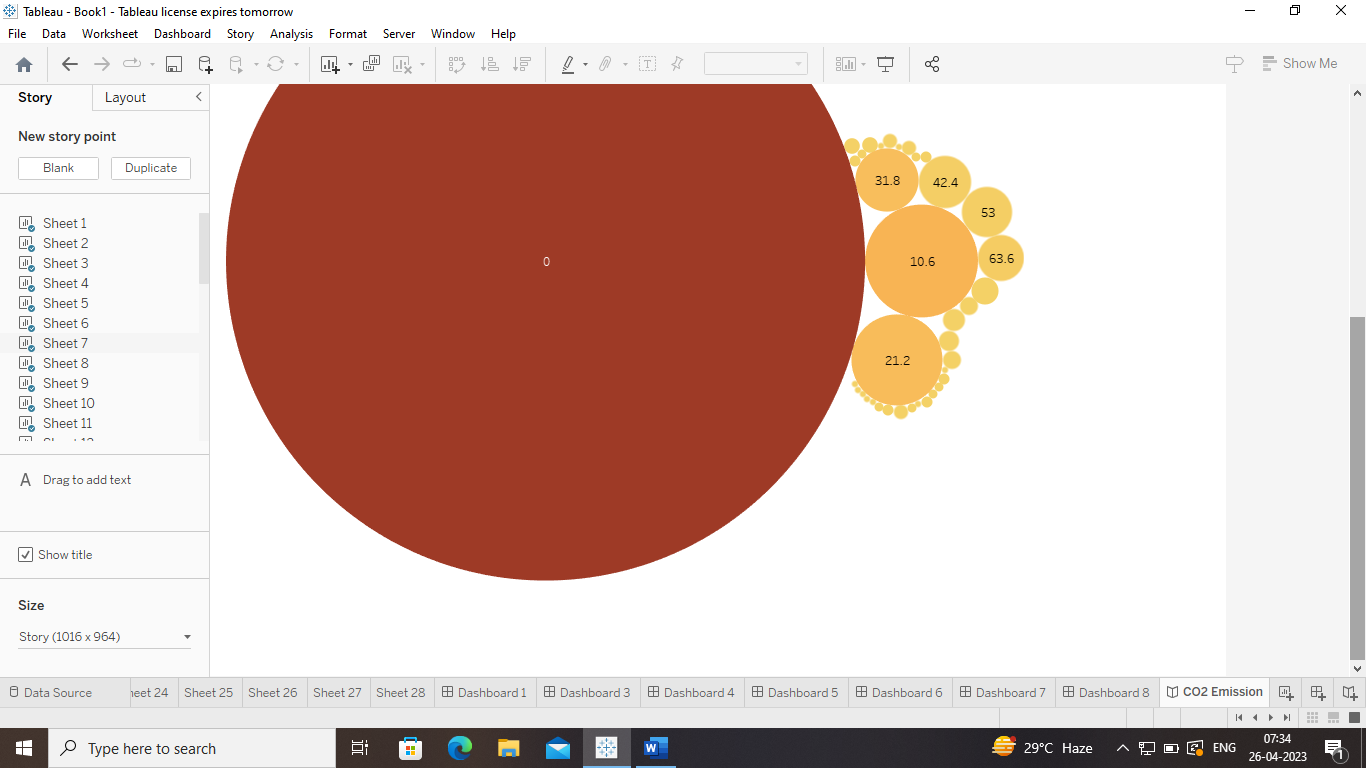 Tableau - Book1 - Tableau license expires tomorrow
File Data Worksheet Dashboard Story Analysis Format Server Window Help
Show Me
Story Layout
New story point
Blank Duplicate
Sheet 1
Sheet 2
Sheet 3
Sheet 4
Sheet 5
Sheet 6
Sheet 7
Sheet 8
Sheet 9
Sheet 10
Sheet 11
A Drag to add text
Show title
Size
Story (1016 x 964)
0
31.8
42.4
53
10.6
63.6
21.2
Data Source heet 24 Sheet 25 Sheet 26 Sheet 27 Sheet 28 Dashboard 1 Dashboard 3 Dashboard 4 Dashboard 5 Dashboard 6 Dashboard 7 Dashboard 8 CO2 Emission
Type here to search
29°C Haze
ENG
07:34
26-04-2023
1